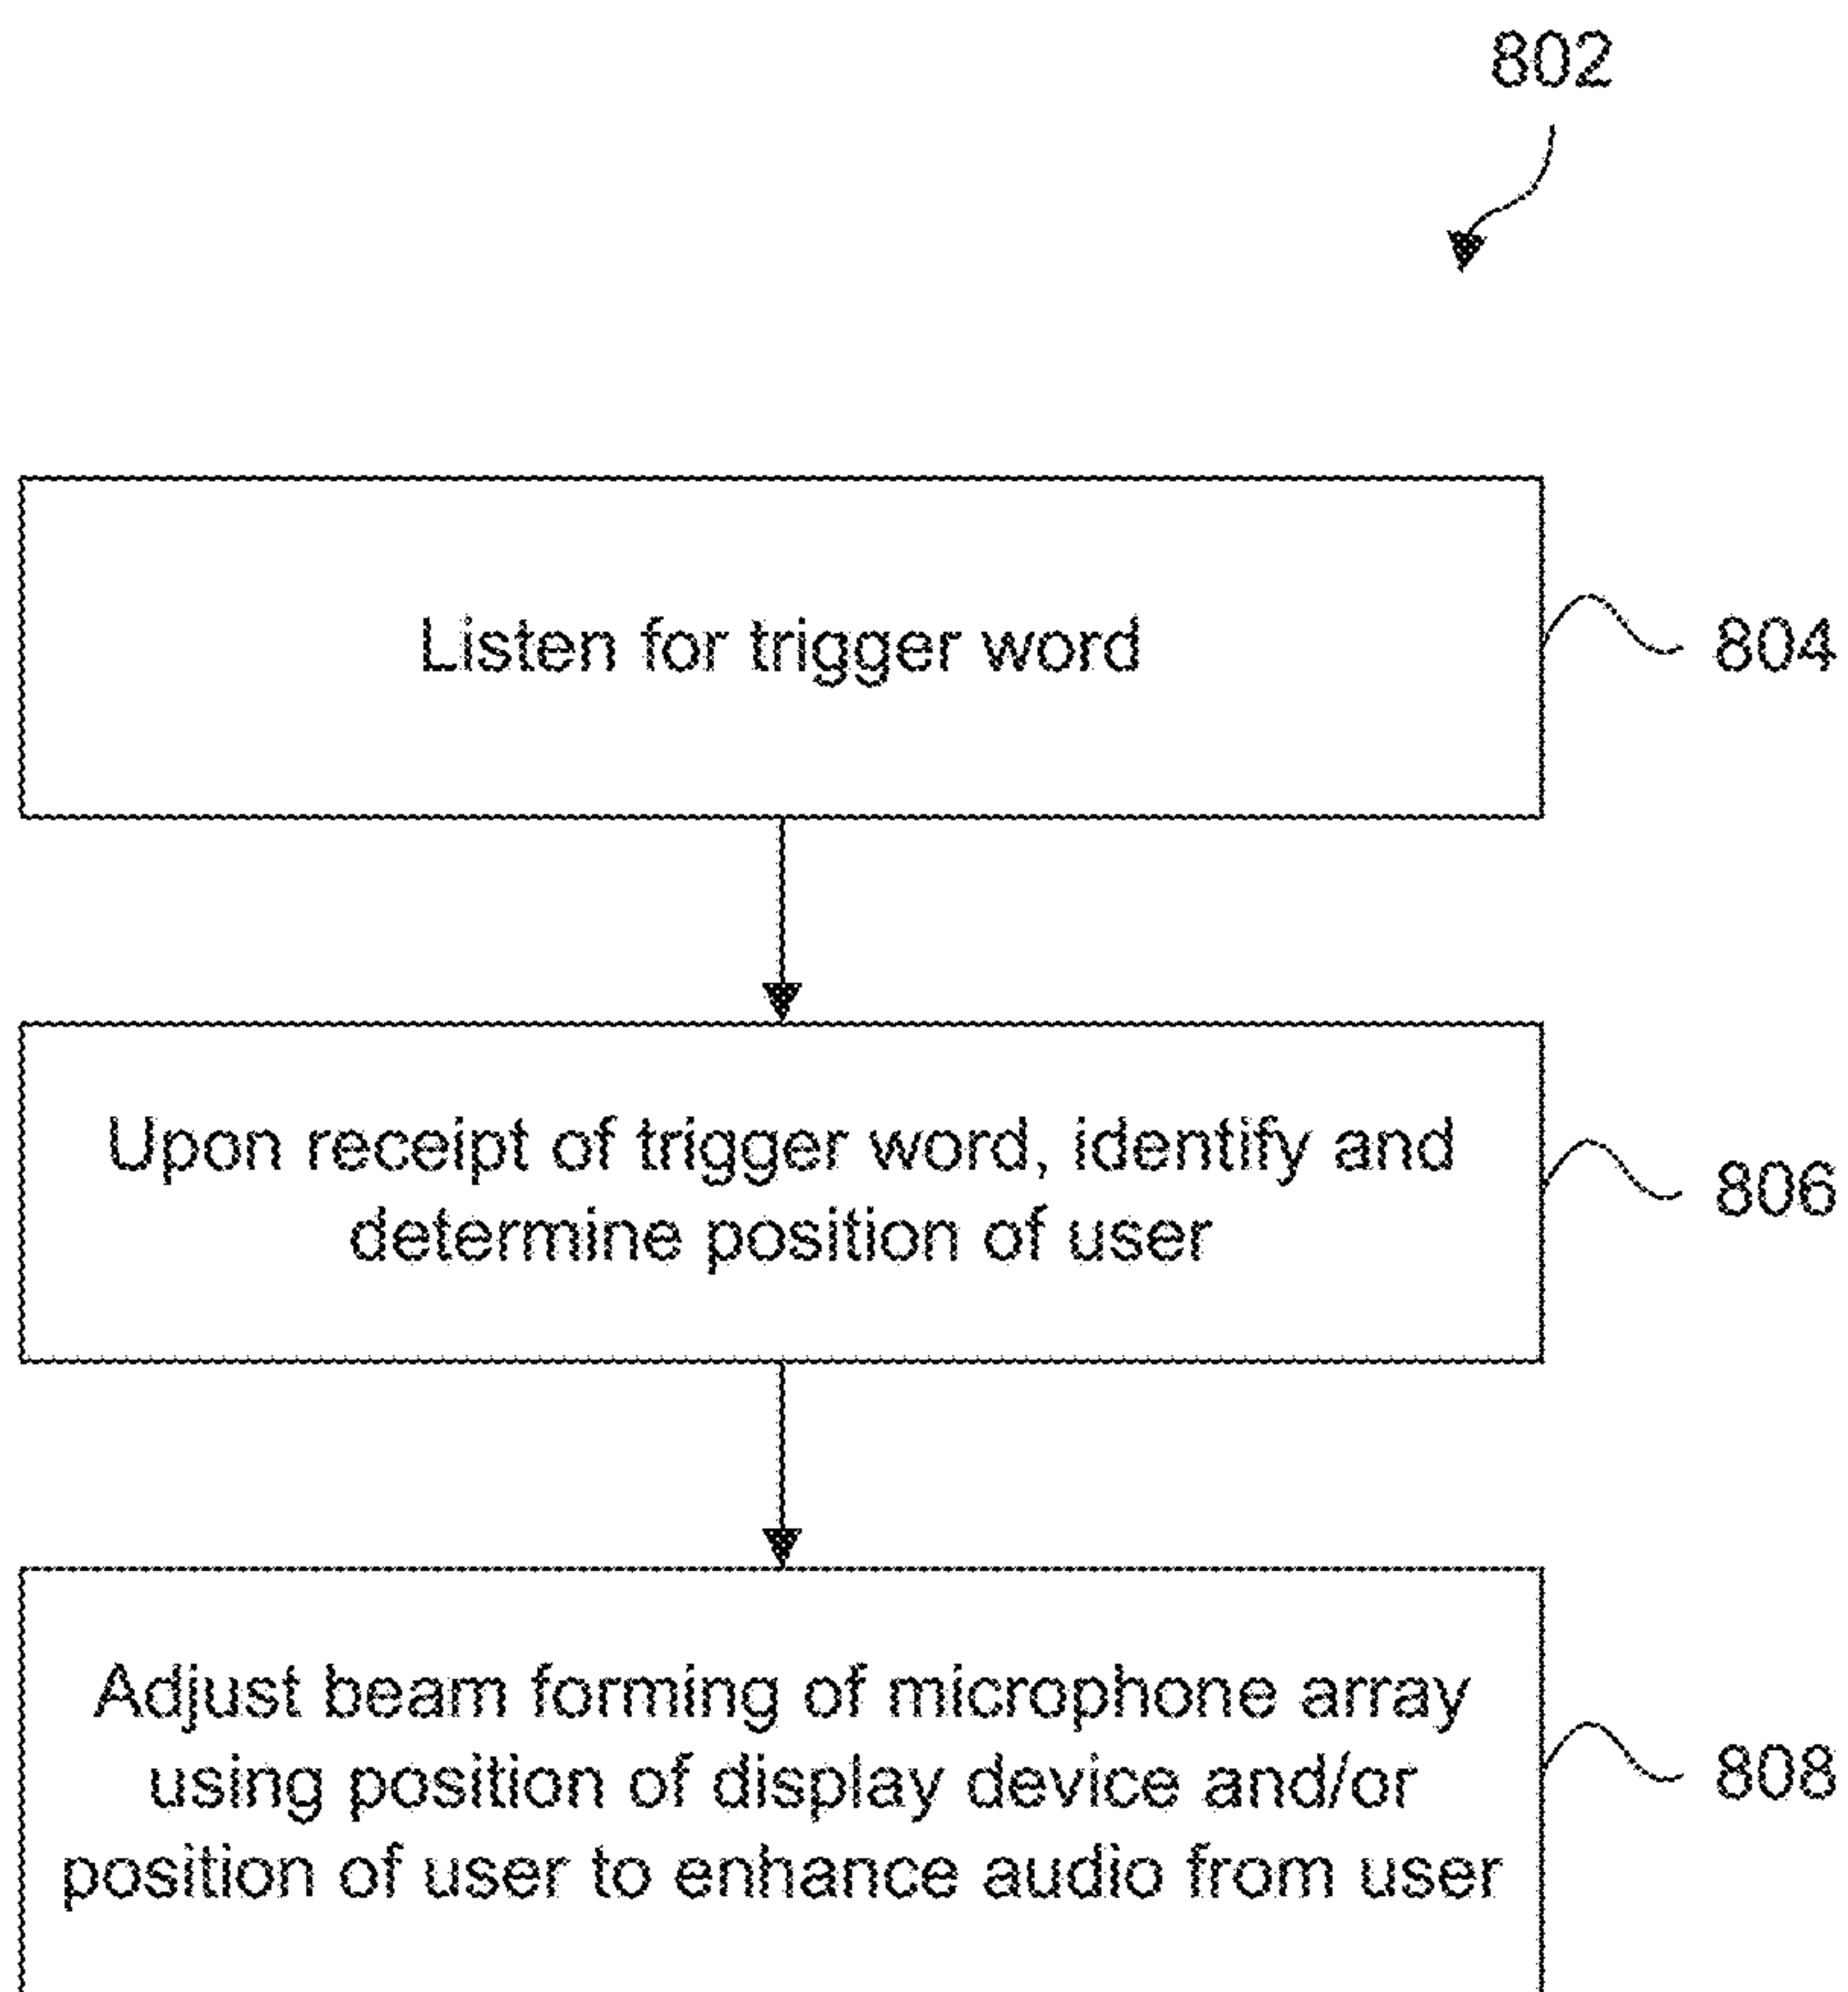 802
Listen for trigger word
804
Upon receipt of trigger word, identify and
determine position of user
806
Adjust beam forming of microphone array
using position of display device and/or
position of user to enhance audio from user
808